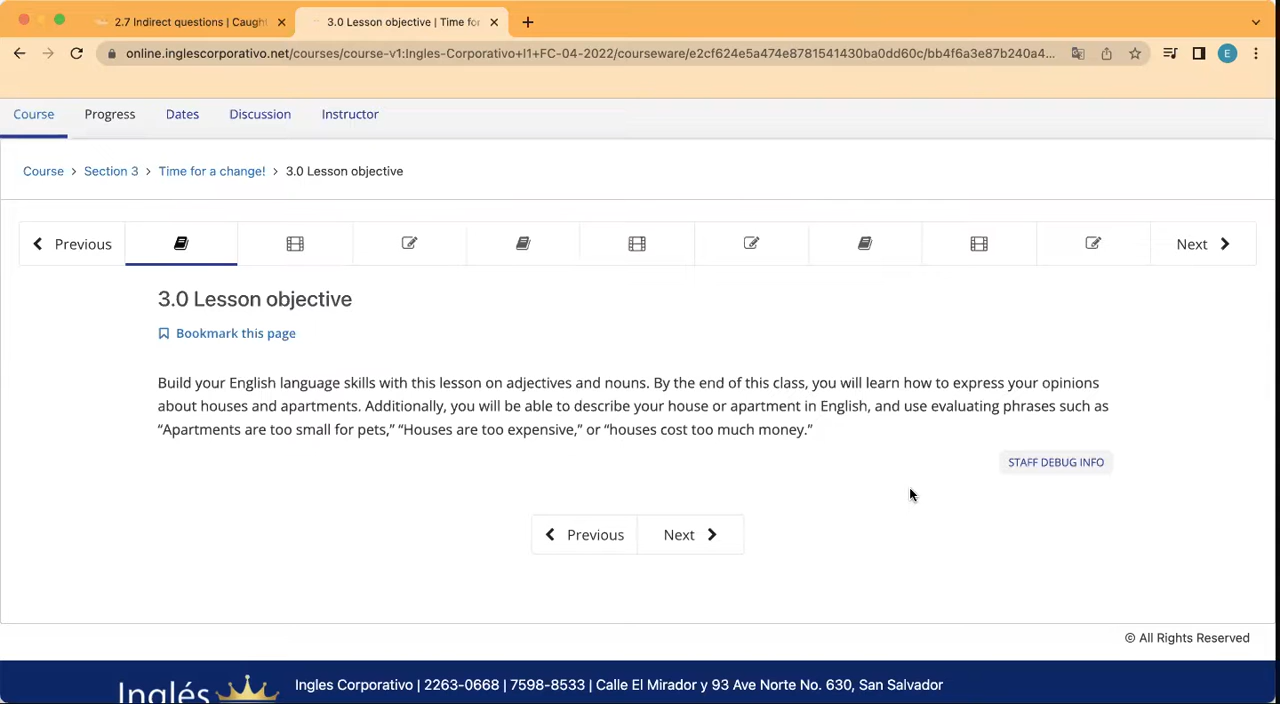 2.7 Indirect questions | Caugh
3.0 Lesson objective | Time for
online.inglescorporativo.net/courses/course-v1:Ingles-Corporativo+I1+FC-04-2022/courseware/e2cf624e5a474e8781541430ba0dd60c/bb4f6a3e87b240a4...
E
Course Progress Dates Discussion Instructor
Course > Section 3 > Time for a change! > 3.0 Lesson objective
Previous Next
3.0 Lesson objective
Bookmark this page
Build your English language skills with this lesson on adjectives and nouns. By the end of this class, you will learn how to express your opinions
about houses and apartments. Additionally, you will be able to describe your house or apartment in English, and use evaluating phrases such as
“Apartments are too small for pets,” “Houses are too expensive,” or “houses cost too much money.”
STAFF DEBUG INFO
Previous Next
© All Rights Reserved
Inglés
Ingles Corporativo | 2263-0668 | 7598-8533 | Calle El Mirador y 93 Ave Norte No. 630, San Salvador